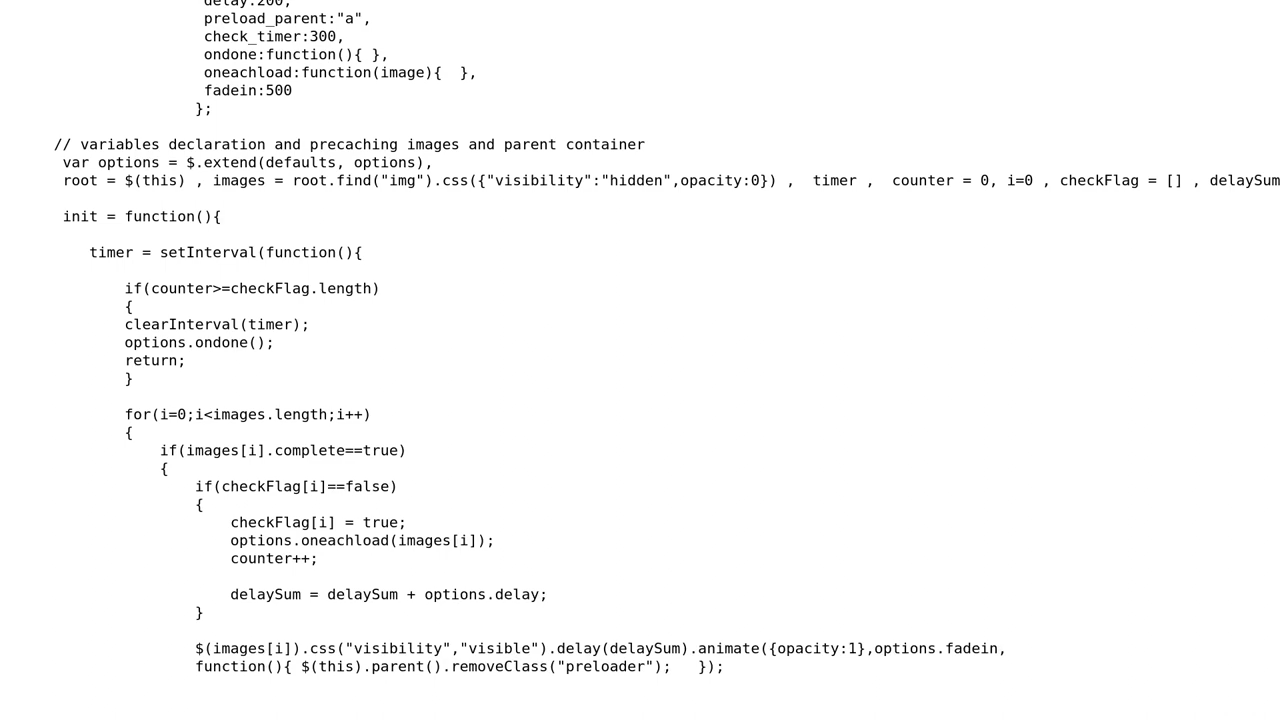 delay:200,
preload_parent:"a",
check_timer:300,
ondone:function(){ },
oneachload:function(image){  },
fadein:500
};
// variables declaration and precaching images and parent container
var options = $.extend(defaults, options),
root = $(this) , images = root.find("img").css({"visibility":"hidden",opacity:0}) ,  timer ,  counter = 0, i=0 , checkFlag = [] , delaySum
init = function(){
timer = setInterval(function(){
if(counter>=checkFlag.length)
{
clearInterval(timer);
options.ondone();
return;
}
for(i=0;i<images.length;i++)
{
if(images[i].complete==true)
{
if(checkFlag[i]==false)
{
checkFlag[i] = true;
options.oneachload(images[i]);
counter++;
delaySum = delaySum + options.delay;
}
$(images[i]).css("visibility","visible").delay(delaySum).animate({opacity:1},options.fadein,
function(){ $(this).parent().removeClass("preloader");   });